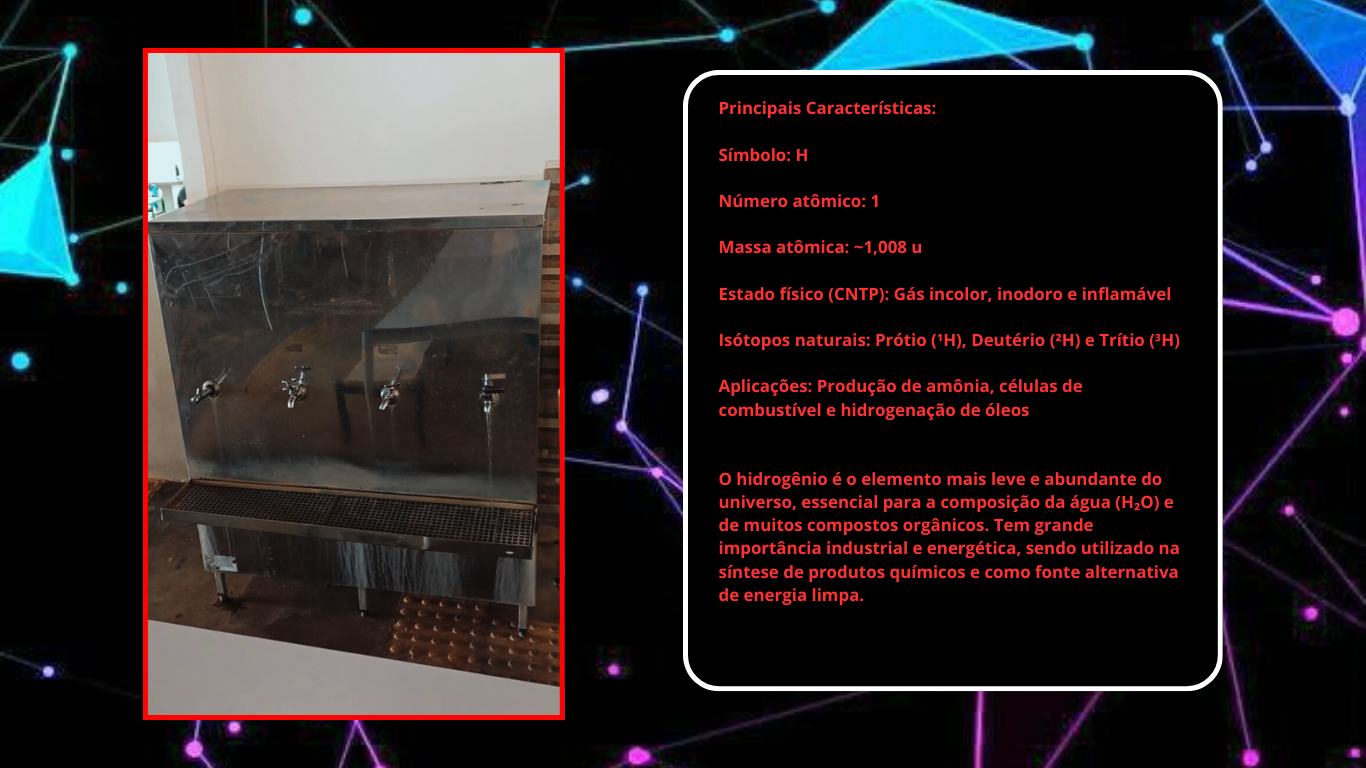 Principais Características:
Símbolo: H
Número atômico: 1
Massa atômica: ~1,008 u
Estado físico (CNTP): Gás incolor, inodoro e inflamável
Isótopos naturais: Prótio (¹H), Deutério (²H) e Trítio (³H)
Aplicações: Produção de amônia, células de
combustível e hidrogenação de óleos
O hidrogênio é o elemento mais leve e abundante do
universo, essencial para a composição da água (H₂O) e
de muitos compostos orgânicos. Tem grande
importância industrial e energética, sendo utilizado na
síntese de produtos químicos e como fonte alternativa
de energia limpa.